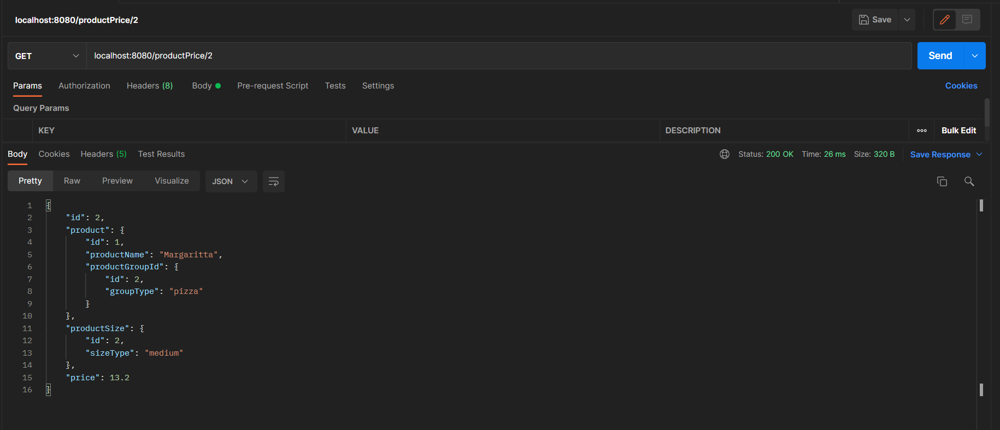 localhost:8080/productPrice/2
Save
GET
localhost:8080/productPrice/2
Send
Params Authorization Headers (8) Body Pre-request Script Tests Settings Cookies
Query Params
KEY VALUE DESCRIPTION ooo Bulk Edit
Body Cookies Headers (5) Test Results Status: 200 OK Time: 26 ms Size: 320 B Save Response
Pretty Raw Preview Visualize JSON
1 {
2 "id": 2,
3 "product": {
4 "id": 1,
5 "productName": "Margaritta",
6 "productGroupId": {
7 "id": 2,
8 "groupType": "pizza"
9 }
10 },
11 "productSize": {
12 "id": 2,
13 "sizeType": "medium"
14 },
15 "price": 13.2
16 }